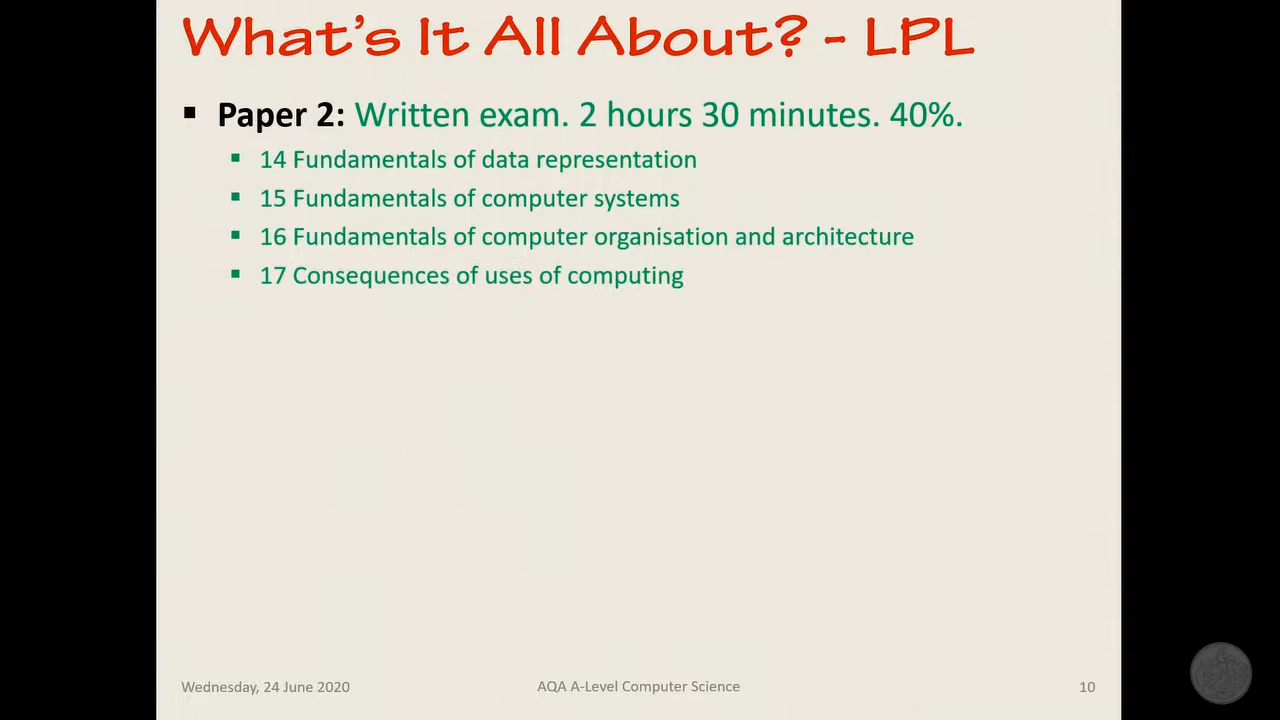 What's It All About? - LPL
▪ Paper 2: Written exam. 2 hours 30 minutes. 40%.
▪ 14 Fundamentals of data representation
▪ 15 Fundamentals of computer systems
▪ 16 Fundamentals of computer organisation and architecture
▪ 17 Consequences of uses of computing
Wednesday, 24 June 2020
AQA A-Level Computer Science
10